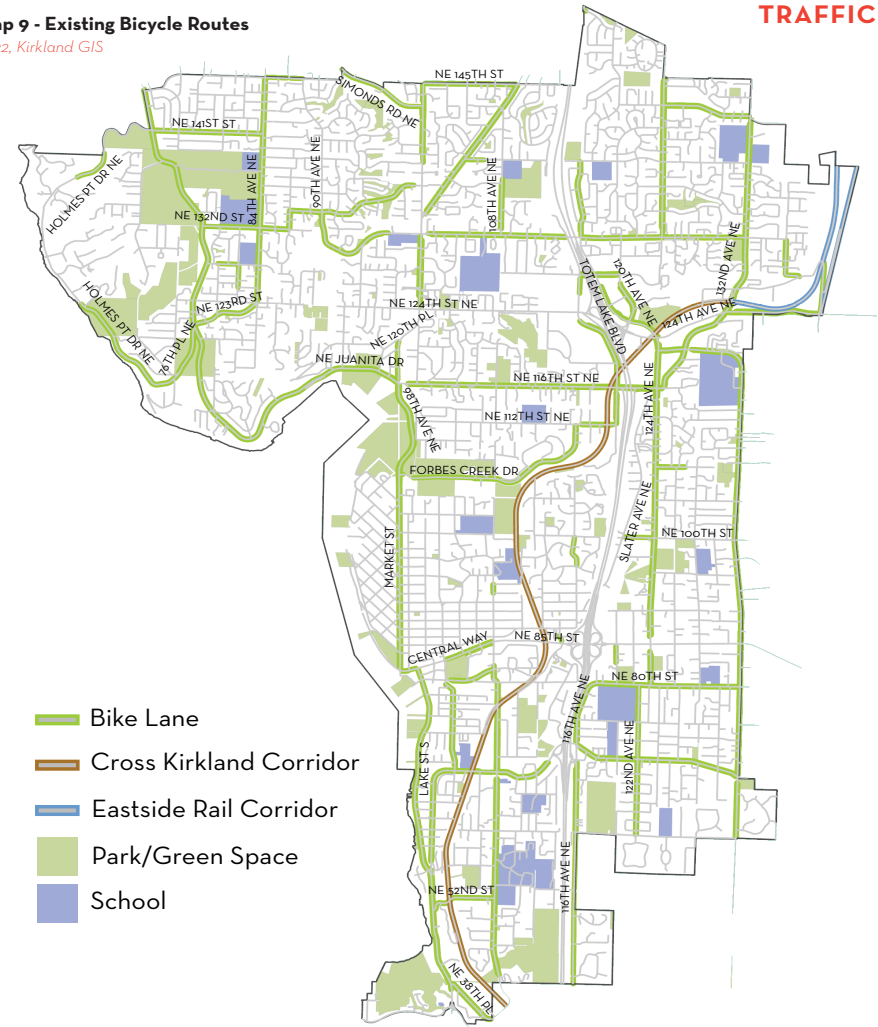 ap 9 - Existing Bicycle Routes
TRAFFIC
22, Kirkland GIS
NE 145TH ST
SIMONDS RD NE
NE 141ST ST
HOLMES PT DR NE
84TH AVE NE
90TH AVE NE
108TH AVE NE
NE 132ND ST
132ND AVE NE
TOTEM LAKE BLVD
120TH AVE NE
HOLMES PT DR NE
NE 123RD ST
NE 124TH ST NE
124TH AVE NE
76TH PL NE
NE 120TH PL
NE JUANITA DR
NE 116TH ST NE
98TH AVE NE
NE 112TH ST NE
124TH AVE NE
FORBES CREEK DR
SLATER AVE NE
MARKET ST
NE 100TH ST
CENTRAL WAY
NE 85TH ST
NE 80TH ST
116TH AVE NE
122ND AVE NE
LAKE ST S
Bike Lane
Cross Kirkland Corridor
Eastside Rail Corridor
Park/Green Space
School
116TH AVE NE
NE 52ND ST
NE 38TH PL